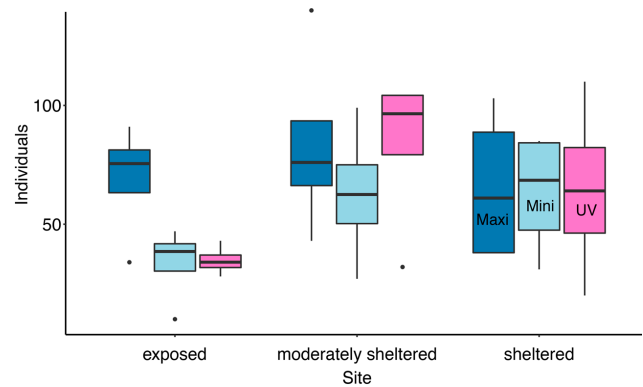 Individuals
100
50
Maxi
Mini
UV
exposed moderately sheltered sheltered
Site